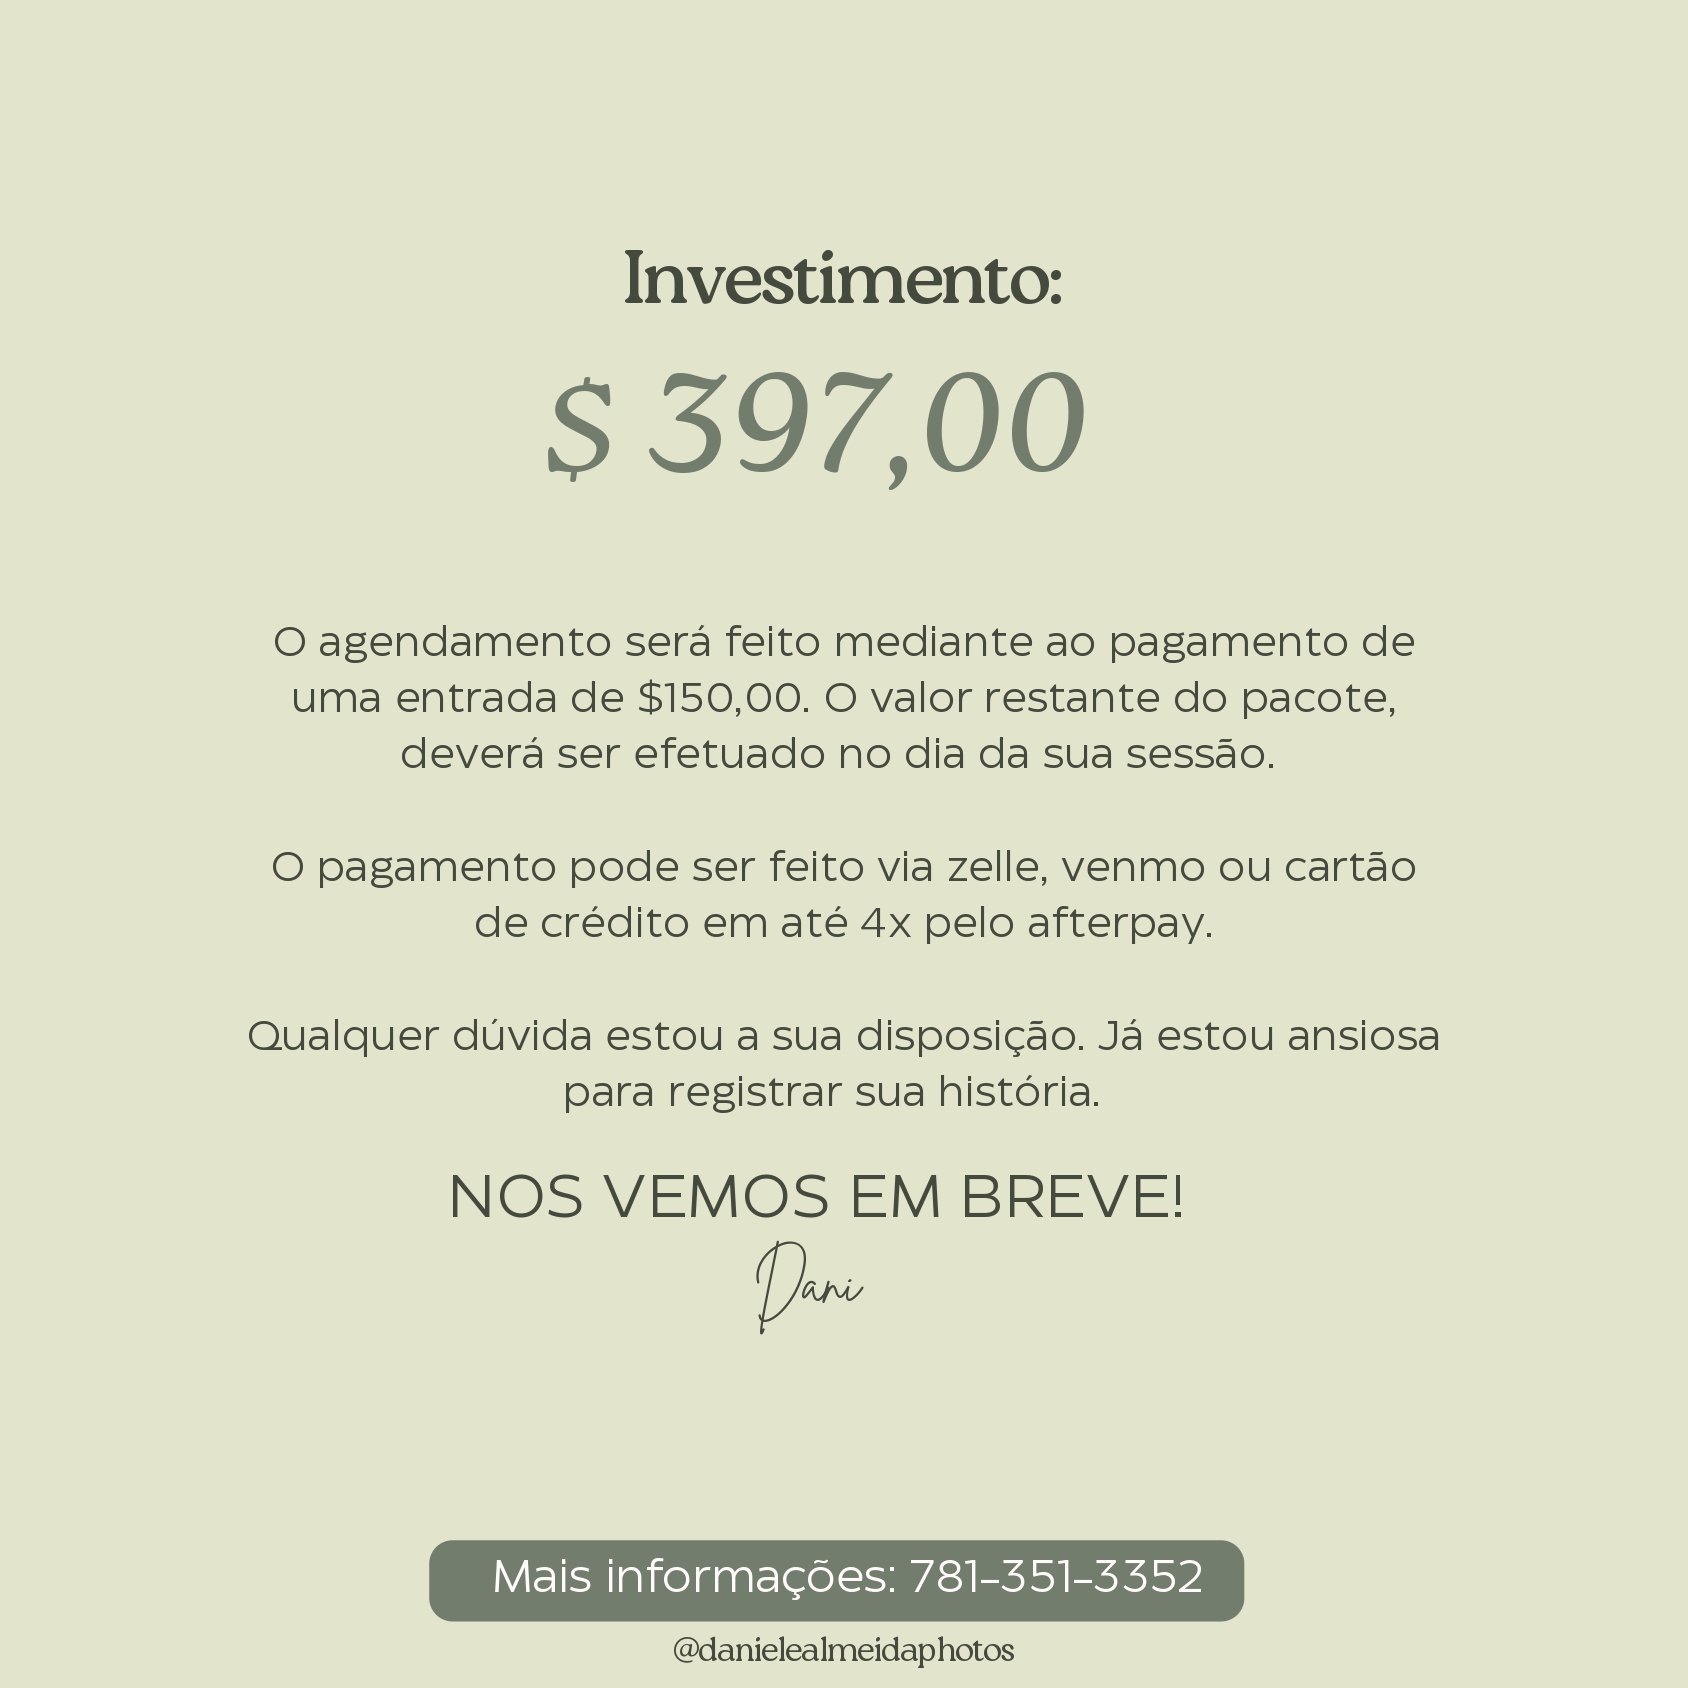 Investimento:
$ 397,00
O agendamento será feito mediante ao pagamento de
uma entrada de $150,00. O valor restante do pacote,
deverá ser efetuado no dia da sua sessão.
O pagamento pode ser feito via zelle, venmo ou cartão
de crédito em até 4x pelo afterpay.
Qualquer dúvida estou a sua disposição. Já estou ansiosa
para registrar sua história.
NOS VEMOS EM BREVE!
Dani
Mais informações: 781-351-3352
@danielealmeidaphotos